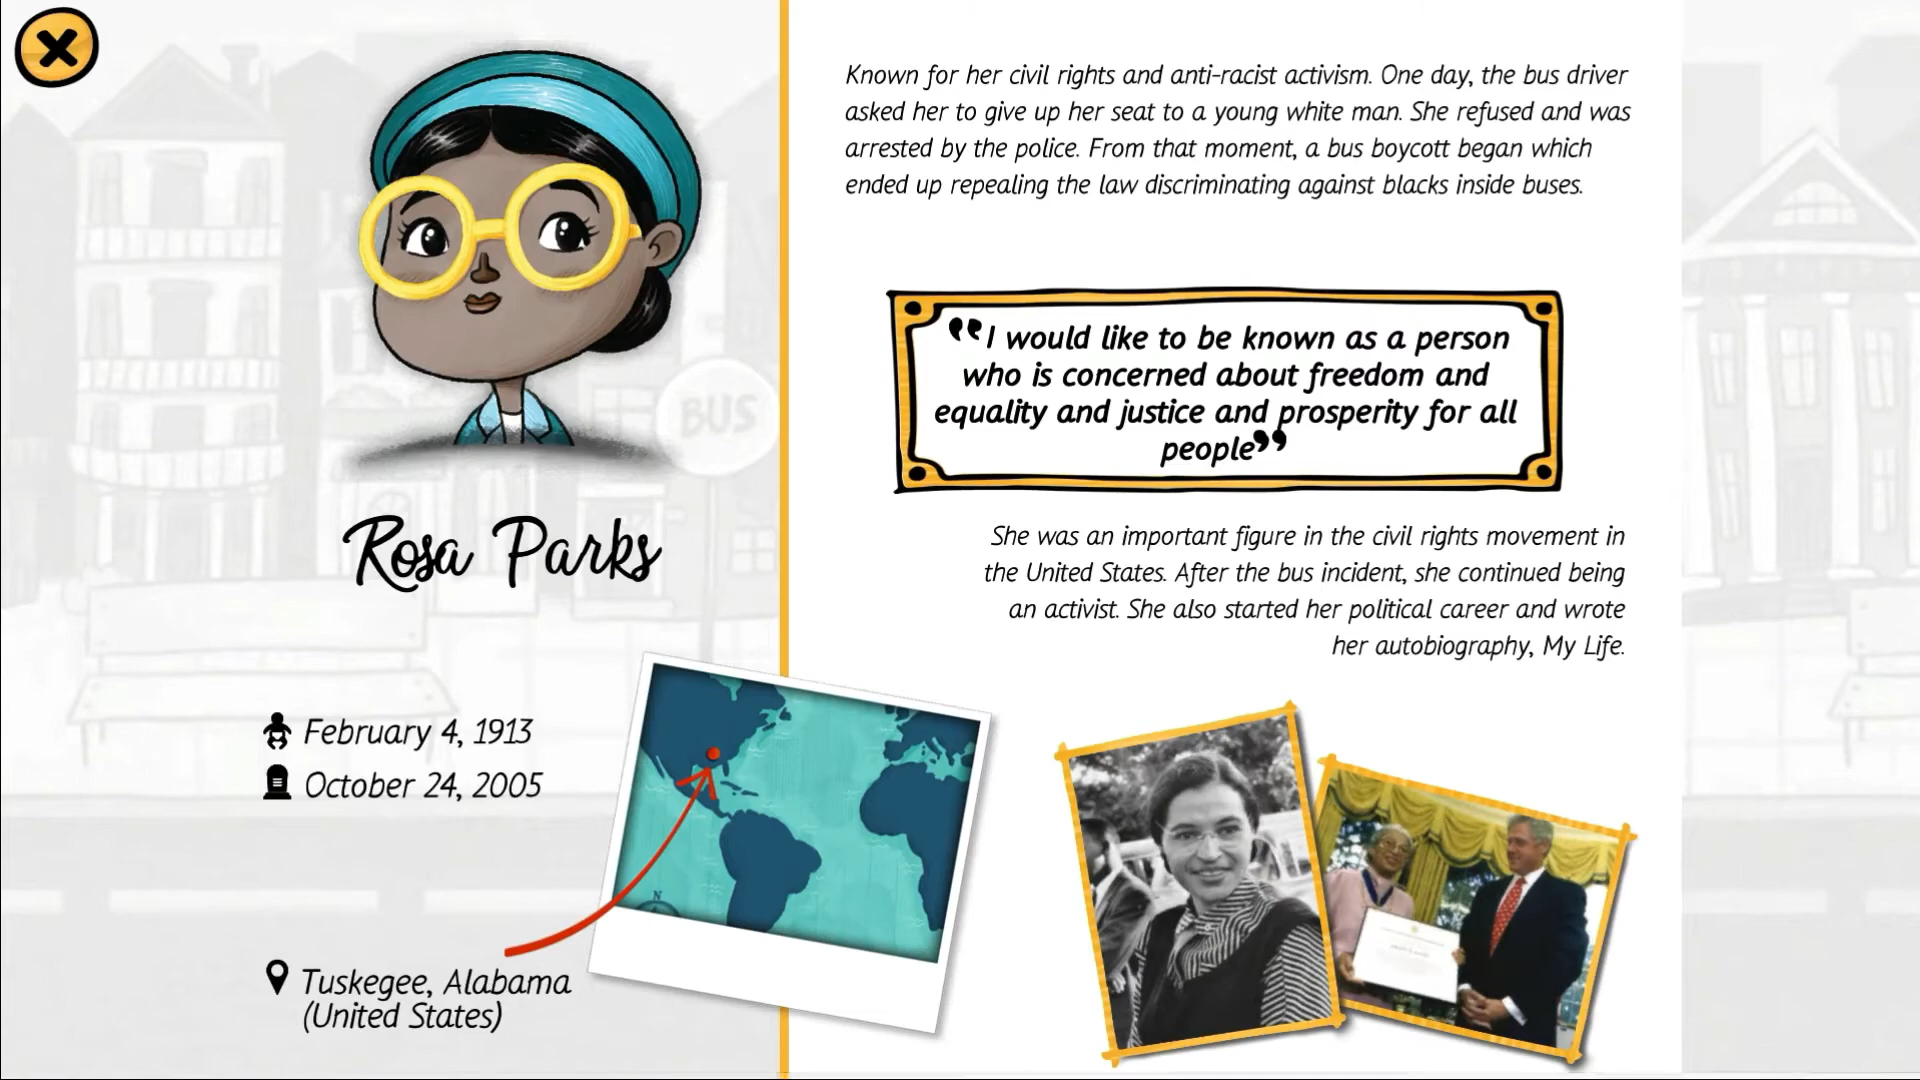 Rosa Parks
February 4, 1913
October 24, 2005
Tuskegee, Alabama
(United States)
BUS
N
Known for her civil rights and anti-racist activism. One day, the bus driver
asked her to give up her seat to a young white man. She refused and was
arrested by the police. From that moment, a bus boycott began which
ended up repealing the law discriminating against blacks inside buses.
❝I would like to be known as a person
who is concerned about freedom and
equality and justice and prosperity for all
people❞
She was an important figure in the civil rights movement in
the United States. After the bus incident, she continued being
an activist. She also started her political career and wrote
her autobiography, My Life.